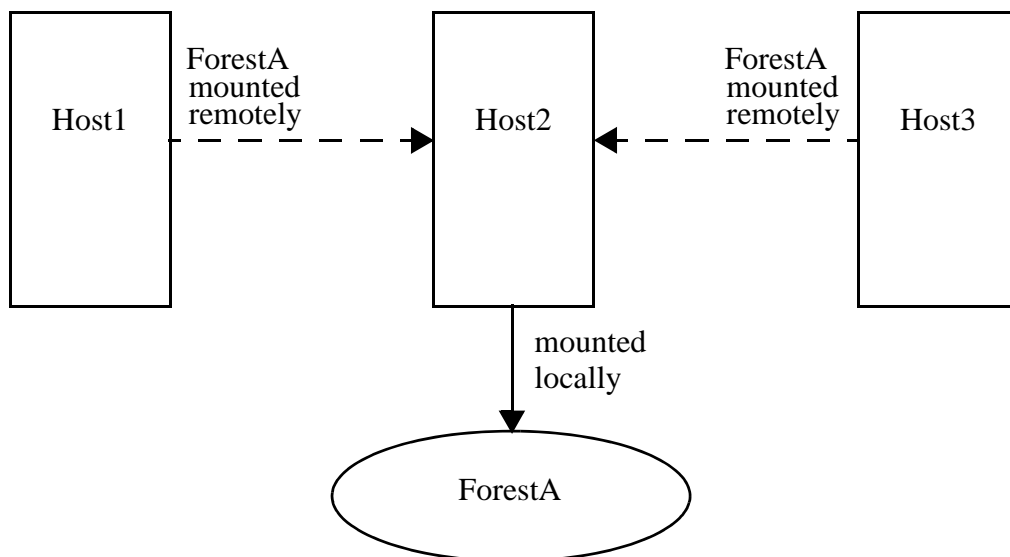 Host1
ForestA
mounted
remotely
Host2
ForestA
mounted
remotely
Host3
mounted
locally
ForestA